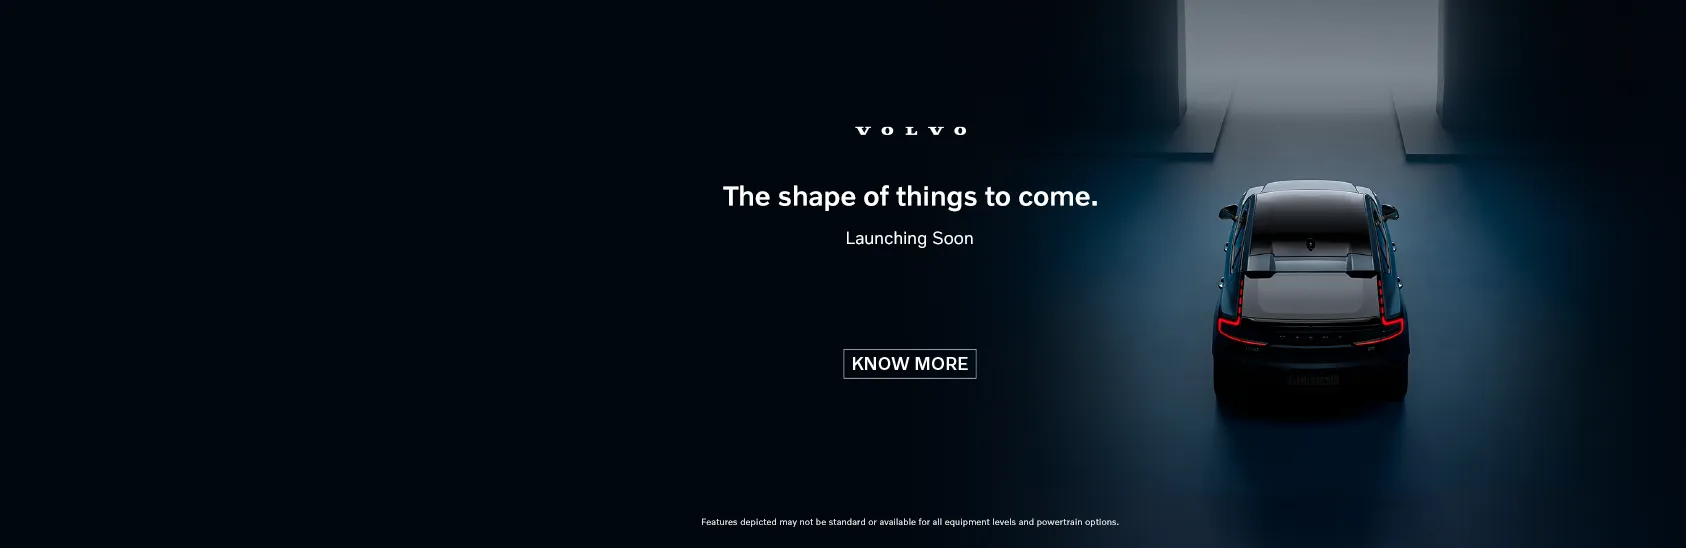 VOLVO
The shape of things to come.
Launching Soon
KNOW MORE
Features depicted may not be standard or available for all equipment levels and powertrain options.